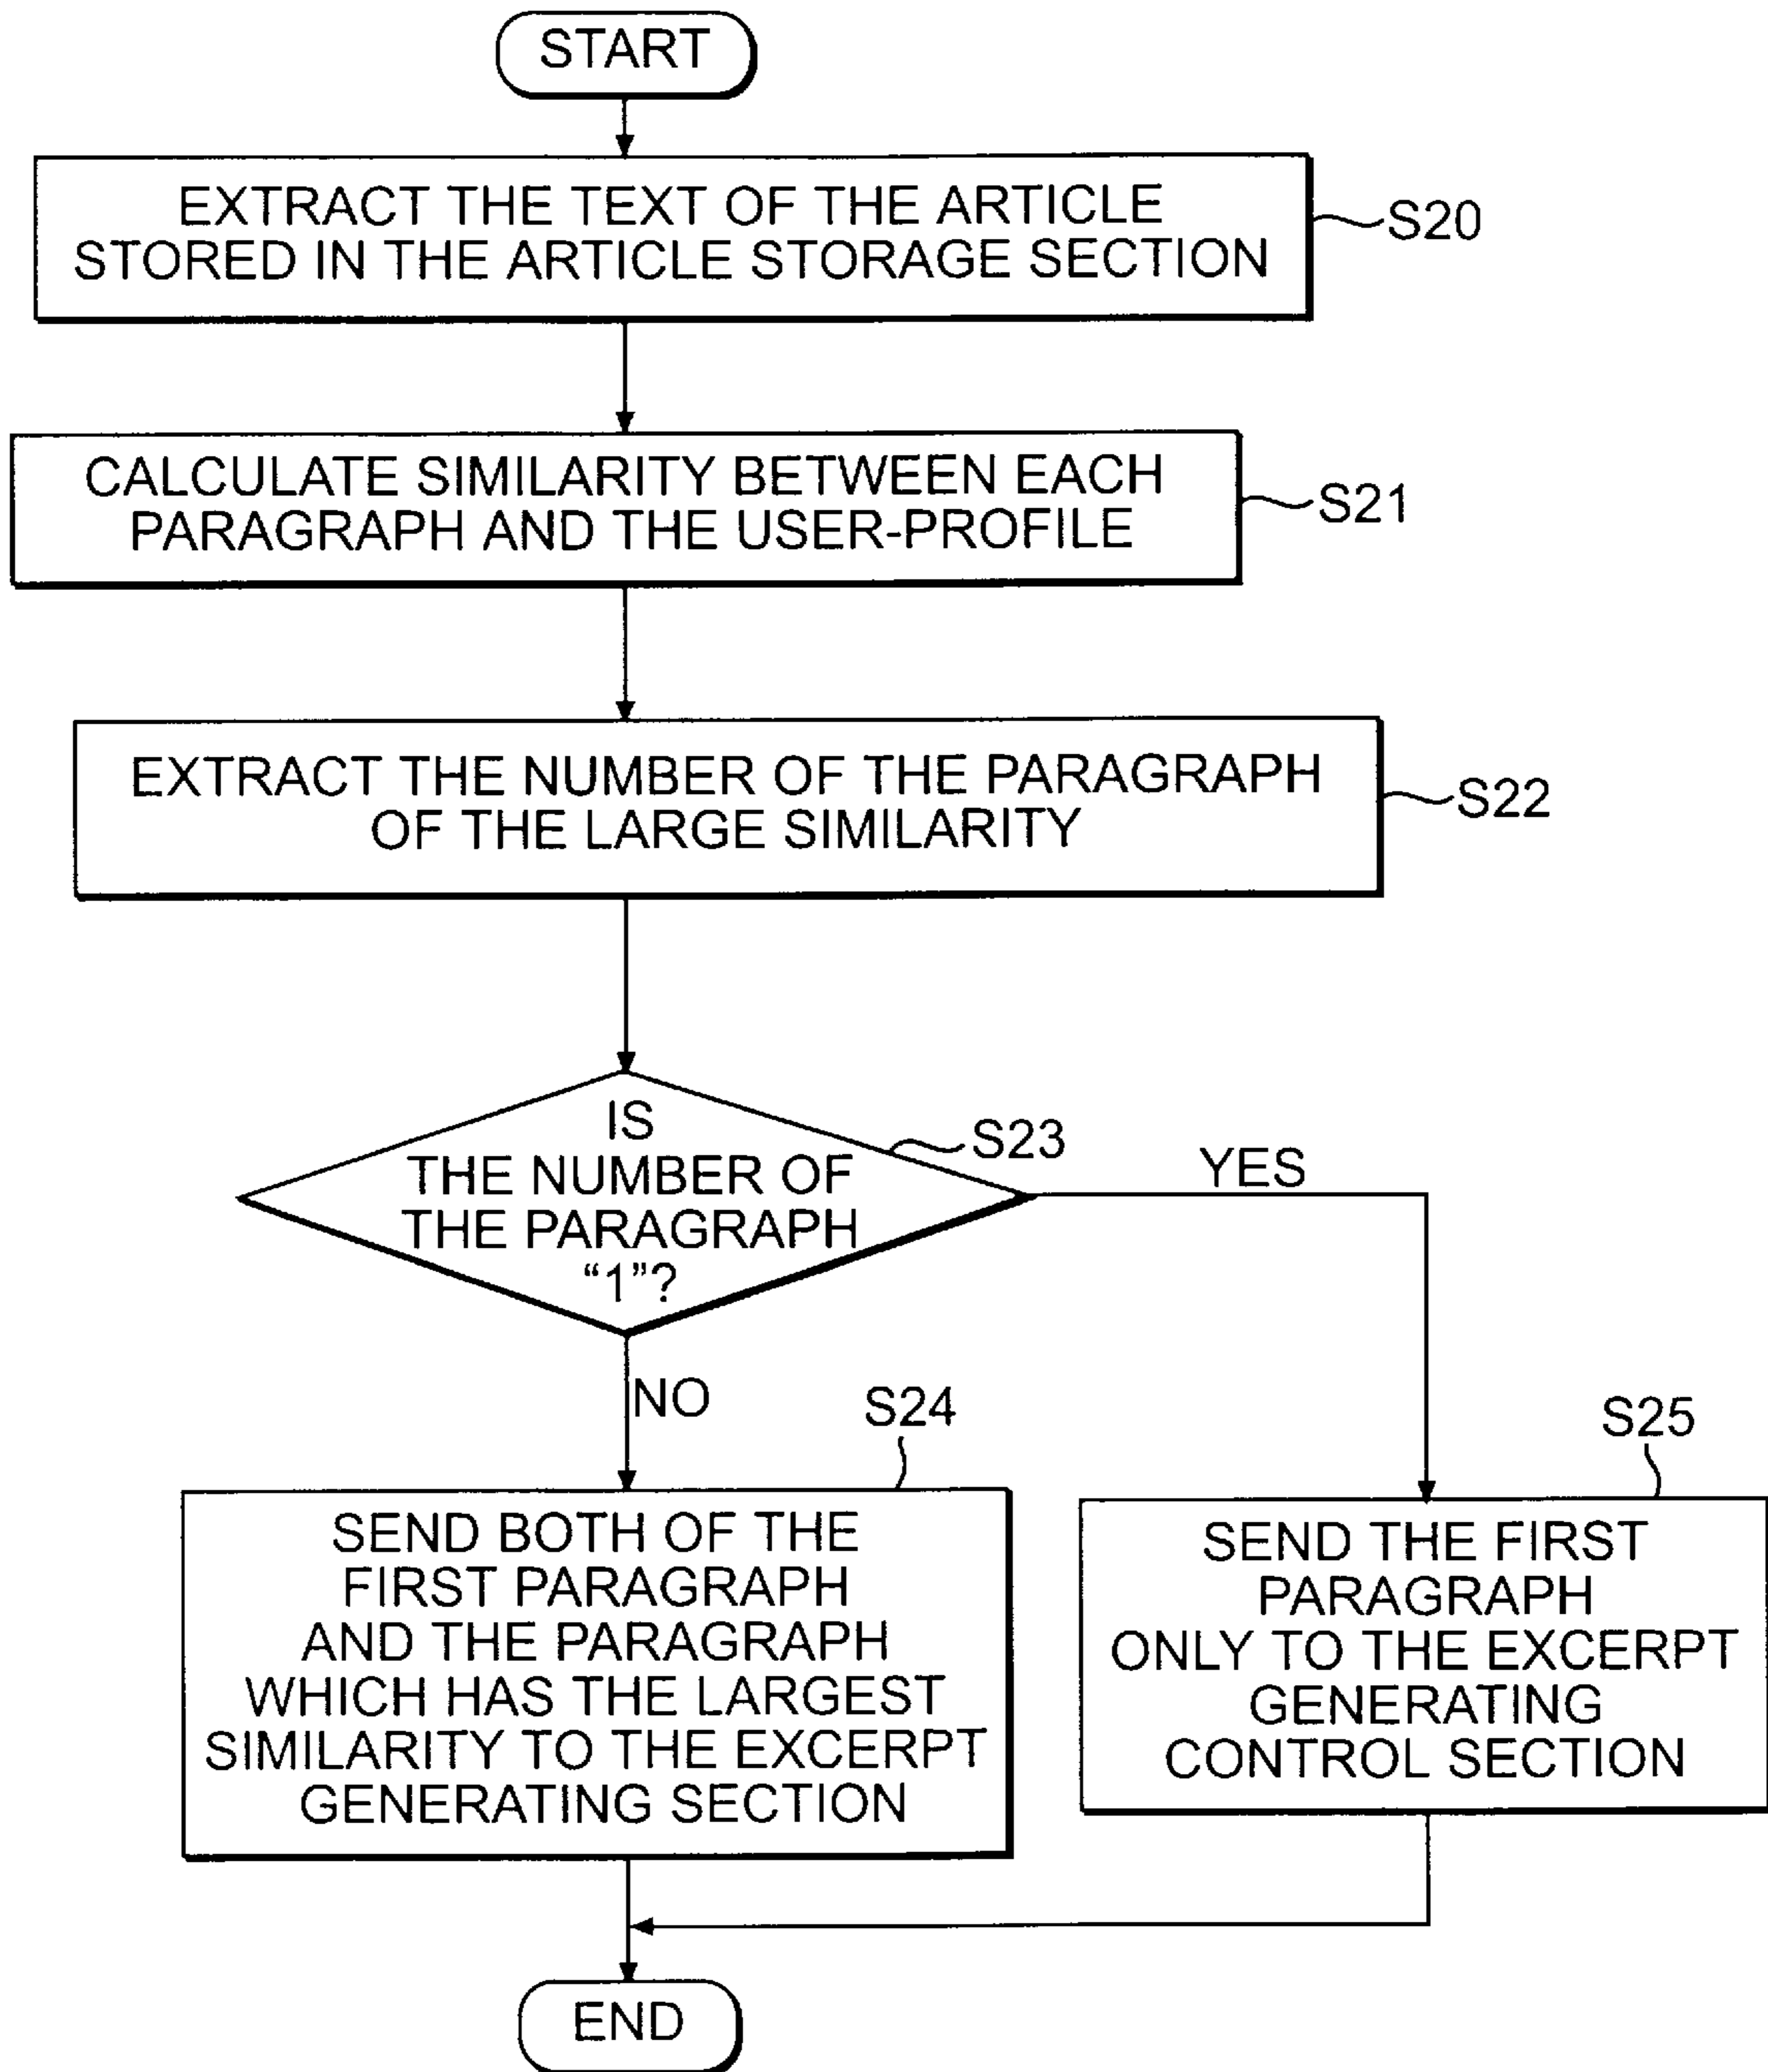 START
EXTRACT THE TEXT OF THE ARTICLE
STORED IN THE ARTICLE STORAGE SECTION
S20
CALCULATE SIMILARITY BETWEEN EACH
PARAGRAPH AND THE USER-PROFILE
S21
EXTRACT THE NUMBER OF THE PARAGRAPH
OF THE LARGE SIMILARITY
S22
IS
THE NUMBER OF
THE PARAGRAPH
“1”?
S23
YES
NO
S24
SEND BOTH OF THE
FIRST PARAGRAPH
AND THE PARAGRAPH
WHICH HAS THE LARGEST
SIMILARITY TO THE EXCERPT
GENERATING SECTION
S25
SEND THE FIRST
PARAGRAPH
ONLY TO THE EXCERPT
GENERATING
CONTROL SECTION
END